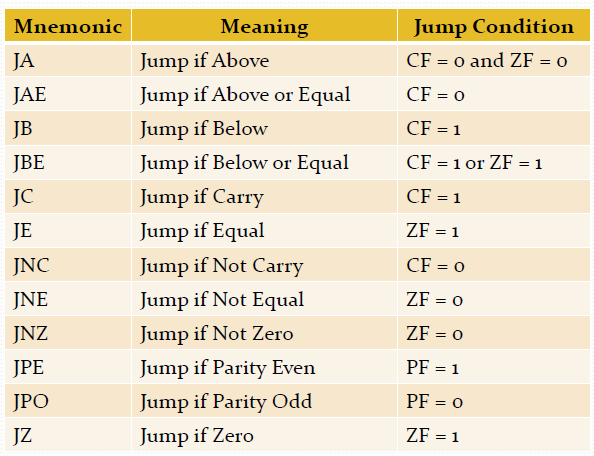 Mnemonic Meaning Jump Condition
JA Jump if Above CF = 0 and ZF = 0
JAE Jump if Above or Equal CF = 0
JB Jump if Below CF = 1
JBE Jump if Below or Equal CF = 1 or ZF = 1
JC Jump if Carry CF = 1
JE Jump if Equal ZF = 1
JNC Jump if Not Carry CF = 0
JNE Jump if Not Equal ZF = 0
JNZ Jump if Not Zero ZF = 0
JPE Jump if Parity Even PF = 1
JPO Jump if Parity Odd PF = 0
JZ Jump if Zero ZF = 1